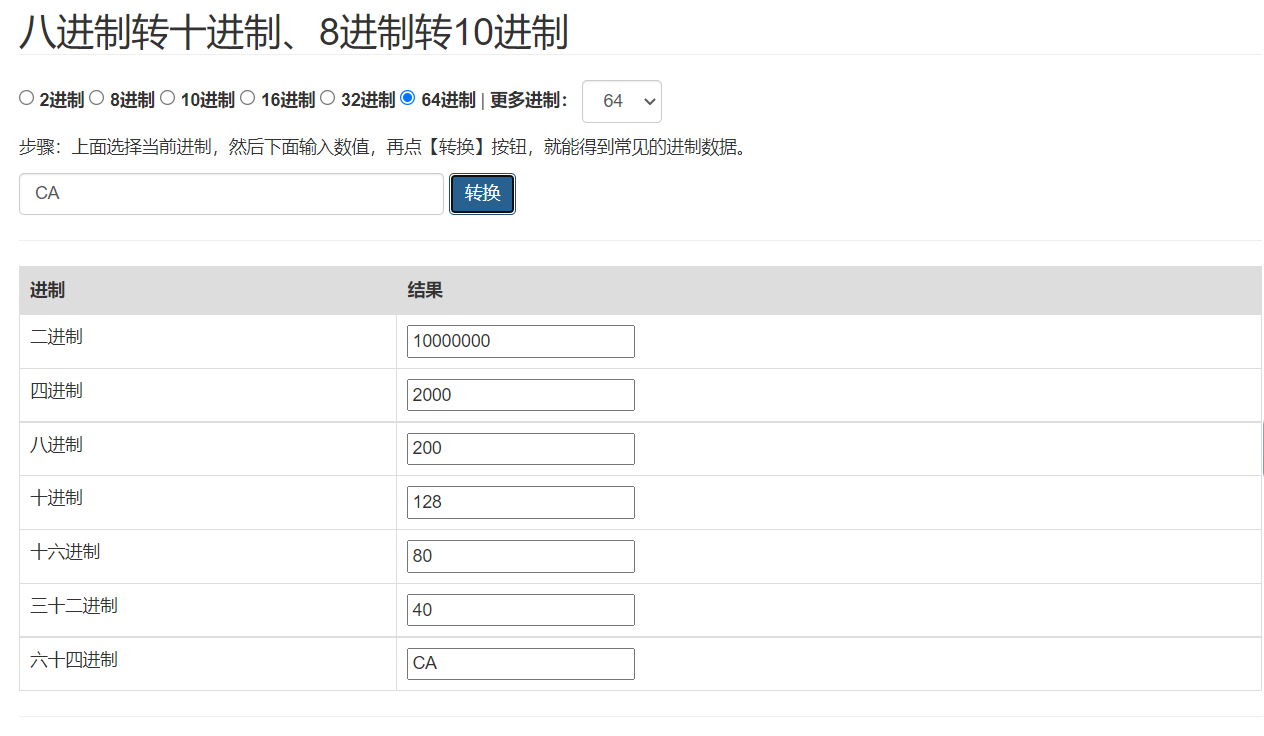 八进制转十进制、8进制转10进制
2进制 8进制 10进制 16进制 32进制 64进制 | 更多进制： 64
步骤：上面选择当前进制，然后下面输入数值，再点【转换】按钮，就能得到常见的进制数据。
CA 转换
进制 结果
二进制 10000000
四进制 2000
八进制 200
十进制 128
十六进制 80
三十二进制 40
六十四进制 CA